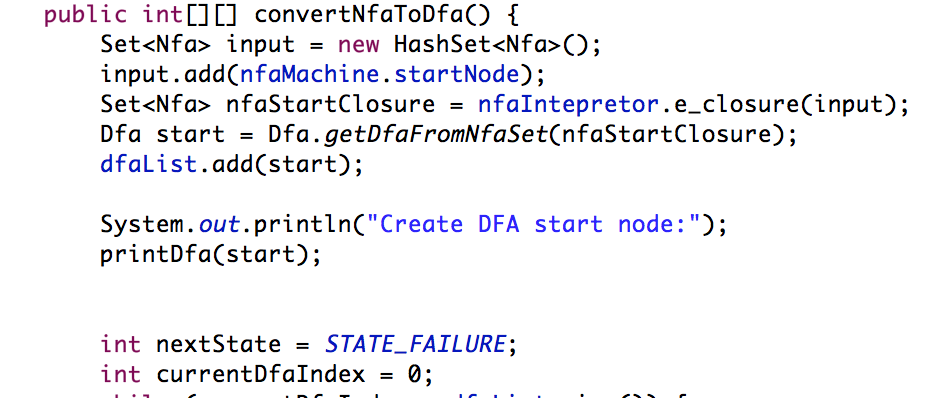 public int[][] convertNfaToDfa() {
Set<Nfa> input = new HashSet<Nfa>();
input.add(nfaMachine.startNode);
Set<Nfa> nfaStartClosure = nfaIntepretor.e_closure(input);
Dfa start = Dfa.getDfaFromNfaSet(nfaStartClosure);
dfaList.add(start);
System.out.println("Create DFA start node:");
printDfa(start);
int nextState = STATE_FAILURE;
int currentDfaIndex = 0;